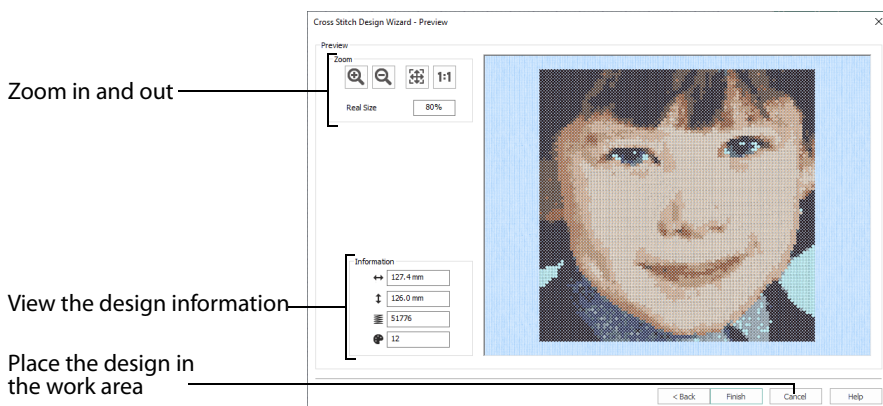 Cross Stitch Design Wizard - Preview
Preview
Zoom
1:1
Real Size 80%
Zoom in and out
Information
127.4 mm
126.0 mm
51776
12
View the design information
Place the design in
the work area
< Back Finish Cancel Help